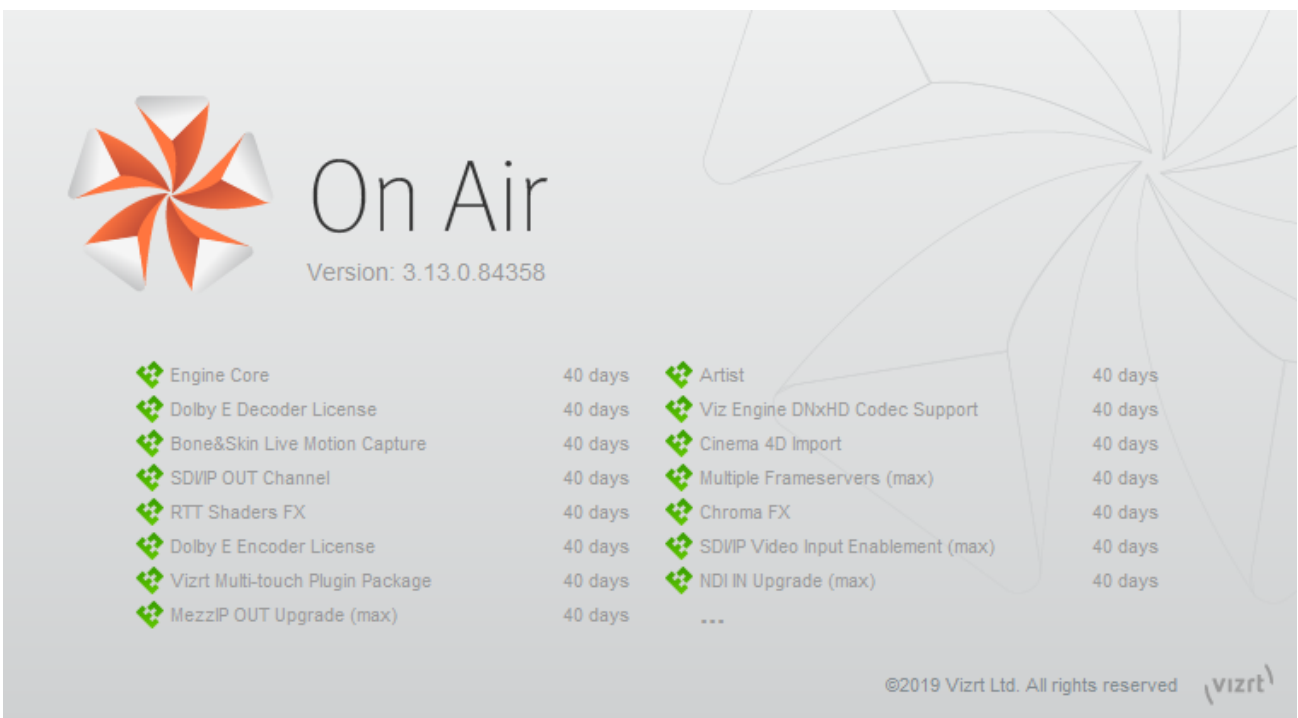 On Air
Version: 3.13.0.84358
Engine Core 40 days Artist 40 days
Dolby E Decoder License 40 days Viz Engine DNxHD Codec Support 40 days
Bone&Skin Live Motion Capture 40 days Cinema 4D Import 40 days
SDI/IP OUT Channel 40 days Multiple Frameservers (max) 40 days
RTT Shaders FX 40 days Chroma FX 40 days
Dolby E Encoder License 40 days SDI/IP Video Input Enablement (max) 40 days
Vizrt Multi-touch Plugin Package 40 days NDI IN Upgrade (max) 40 days
MezzIP OUT Upgrade (max) 40 days ...
©2019 Vizrt Ltd. All rights reserved vizrt